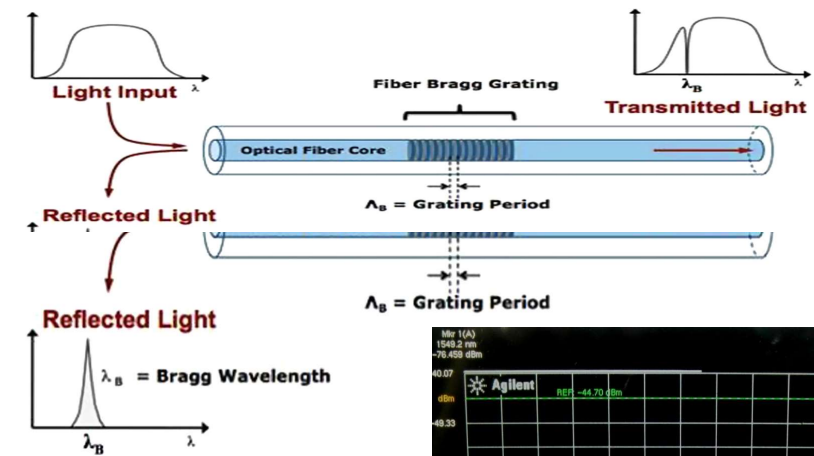 λ
Light Input
Fiber Bragg Grating
λB
λ
Transmitted Light
Optical Fiber Core
ΛB = Grating Period
Reflected Light
ΛB = Grating Period
Reflected Light
λB = Bragg Wavelength
λB
λ
Mkr 1(A)
1549.2 nm
-76.459 dBm
40.07
Agilent
REF: -44.70 dBm
dBm
-49.33